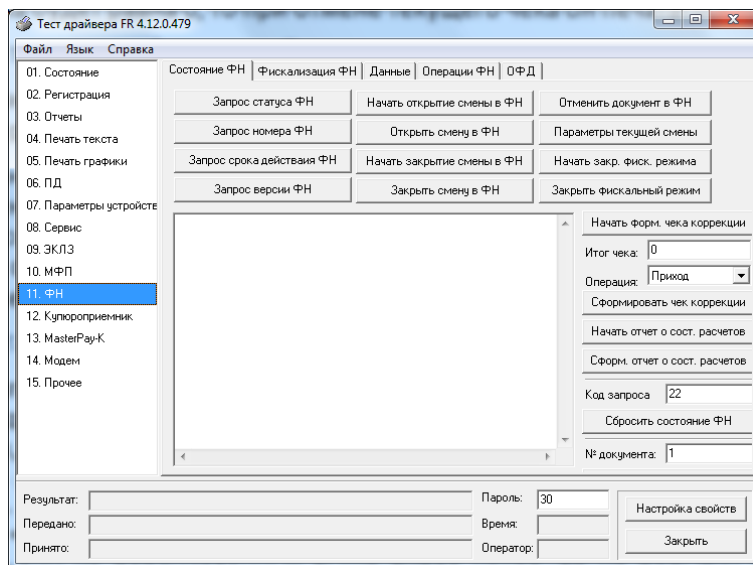 Тест драйвера FR 4.12.0.479
Файл Язык Справка
01. Состояние
02. Регистрация
03. Отчеты
04. Печать текста
05. Печать графики
06. ПД
07. Параметры устройств
08. Сервис
09. ЭКЛЗ
10. МФП
11. ФН
12. Купюроприемник
13. MasterPay-K
14. Модем
15. Прочее
Состояние ФН Фискализация ФН Данные Операции ФН ОФД
Запрос статуса ФН Начать открытие смены в ФН Отменить документ в ФН
Запрос номера ФН Открыть смену в ФН Параметры текущей смены
Запрос срока действаия ФН Начать закрытие смены в ФН Начать закр. фиск. режима
Запрос версии ФН Закрыть смену в ФН Закрыть фискальный режим
Начать форм. чека коррекции
Итог чека: 0
Операция: Приход
Сформировать чек коррекции
Начать отчет о сост. расчетов
Сформ. отчет о сост. расчетов
Код запроса 22
Сбросить состояние ФН
№ документа: 1
Результат: Пароль: 30 Настройка свойств
Передано: Время:
Принято: Оператор: Закрыть